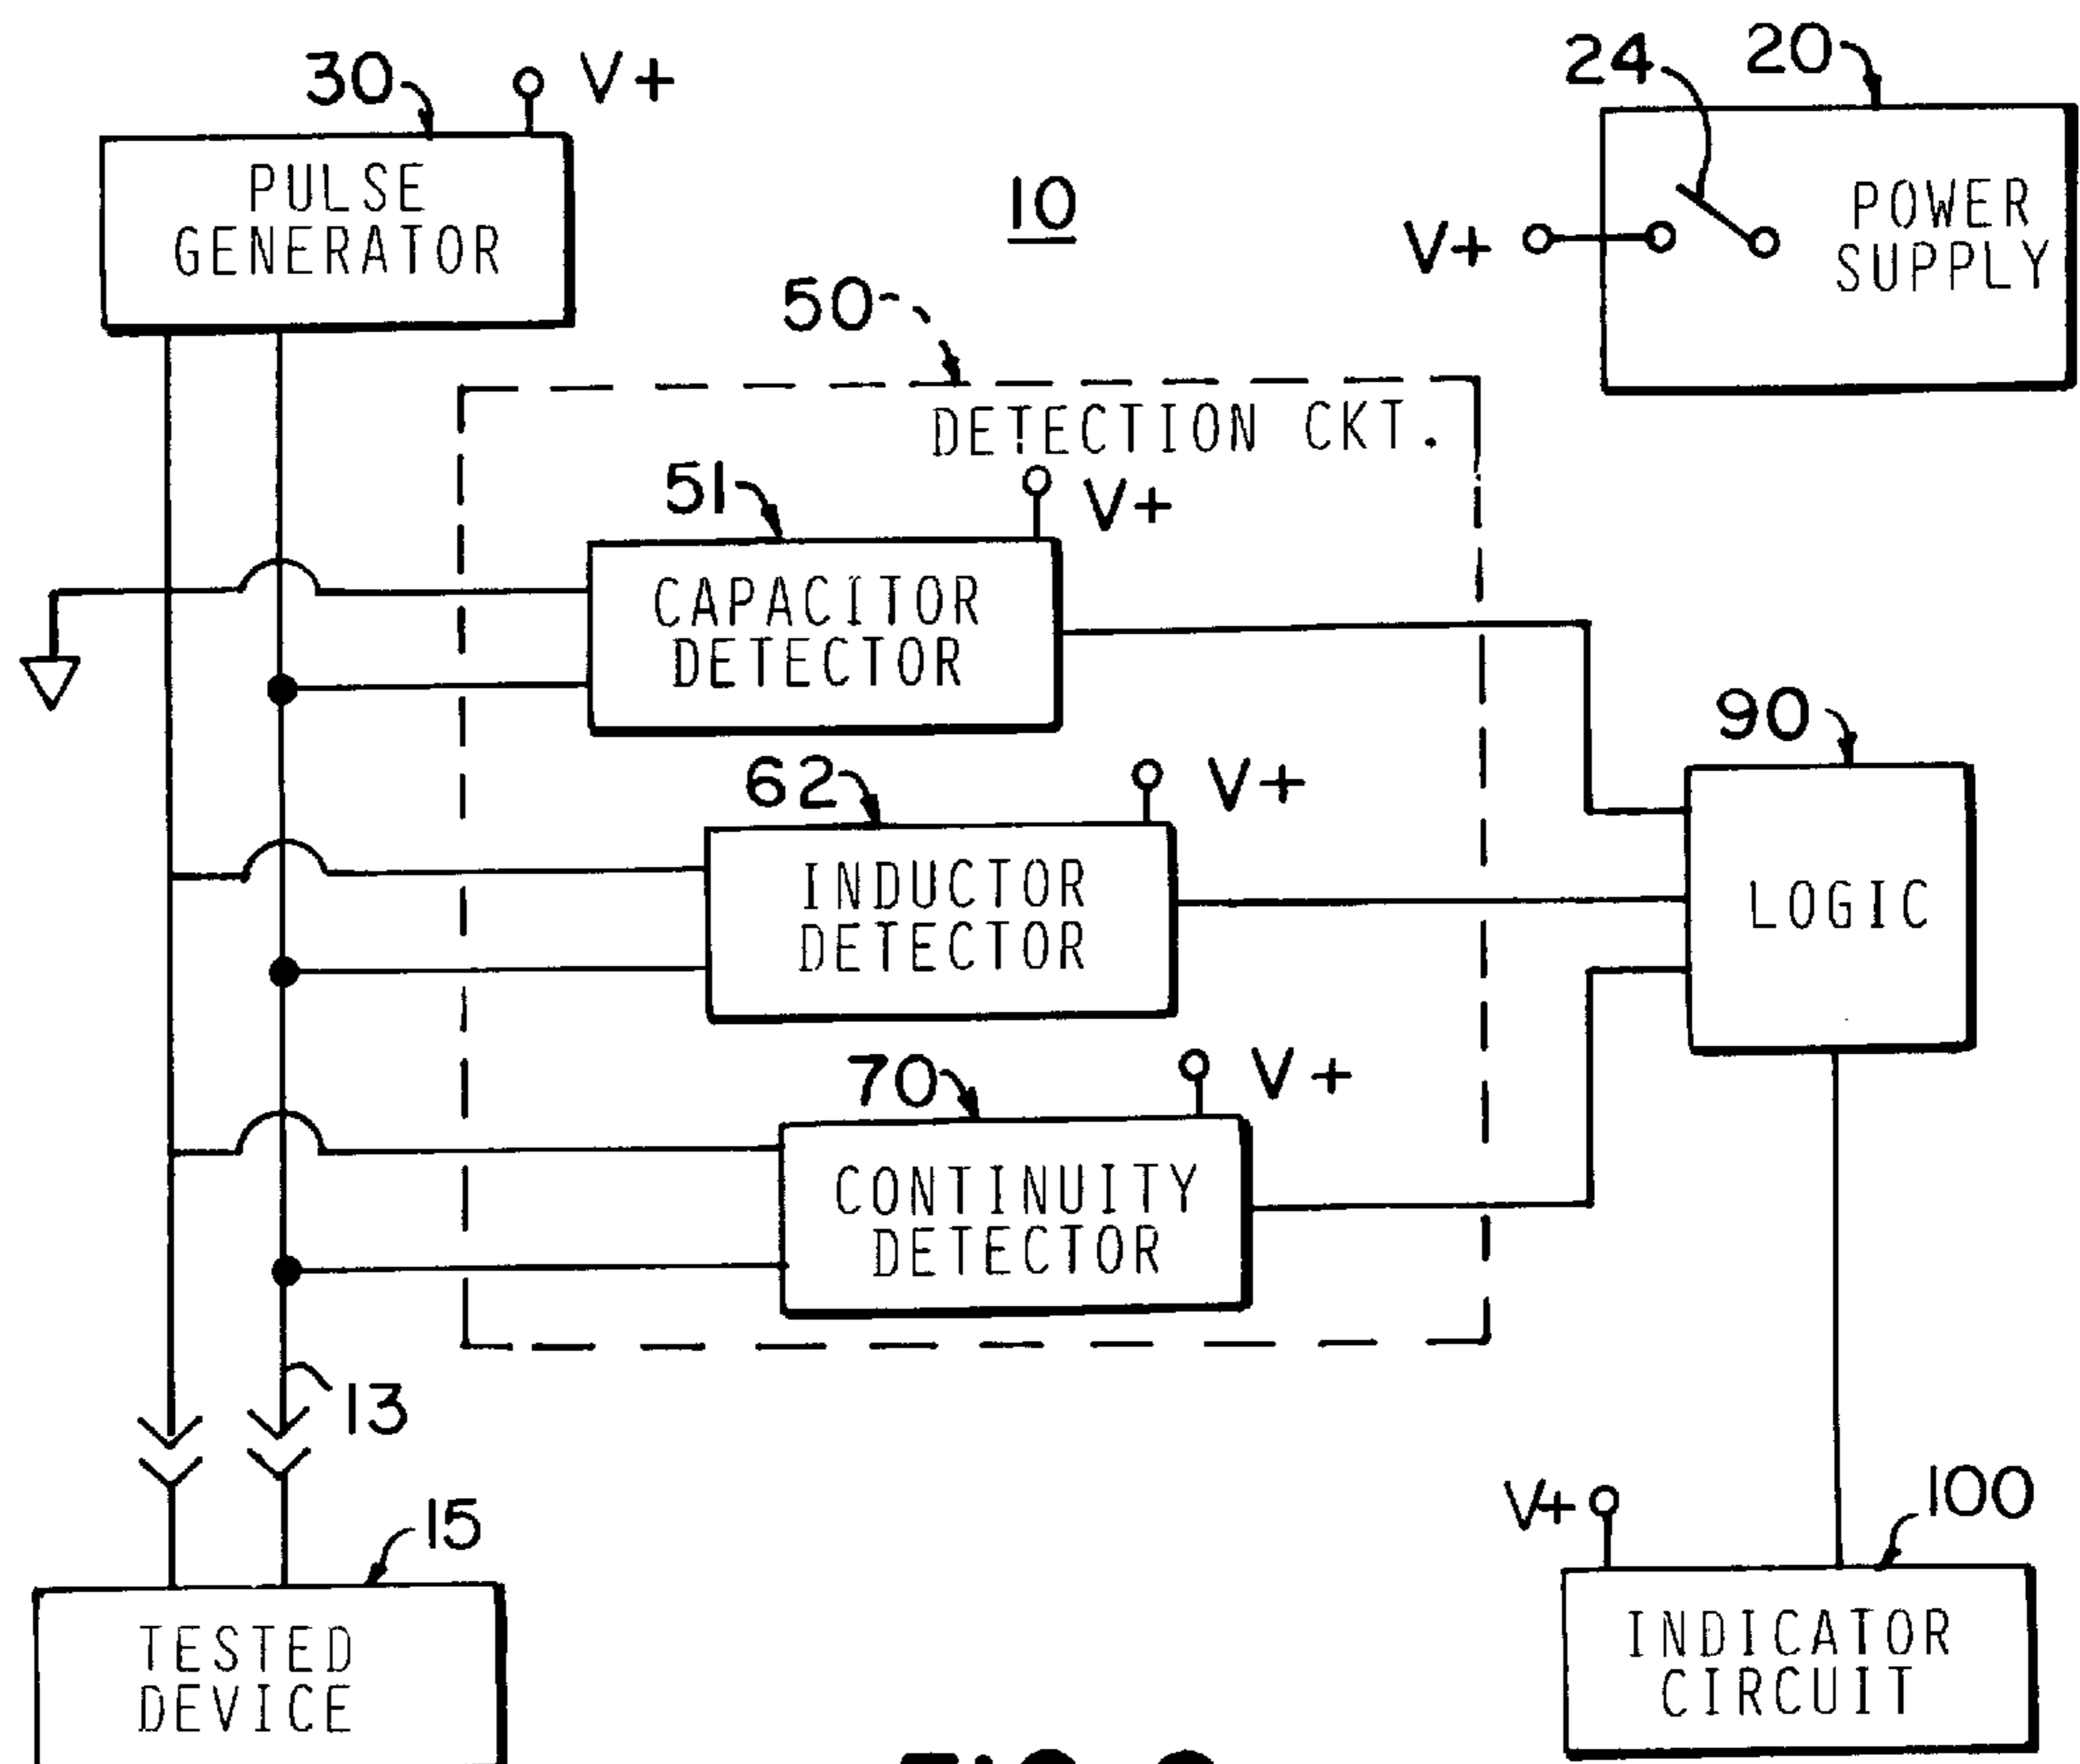 30
V+
24
20
PULSE
GENERATOR
10
V+
POWER
SUPPLY
50
DETECTION CKT.
51
V+
CAPACITOR
DETECTOR
90
62
V+
INDUCTOR
DETECTOR
LOGIC
70
V+
CONTINUITY
DETECTOR
13
15
V+
100
TESTED
DEVICE
INDICATOR
CIRCUIT